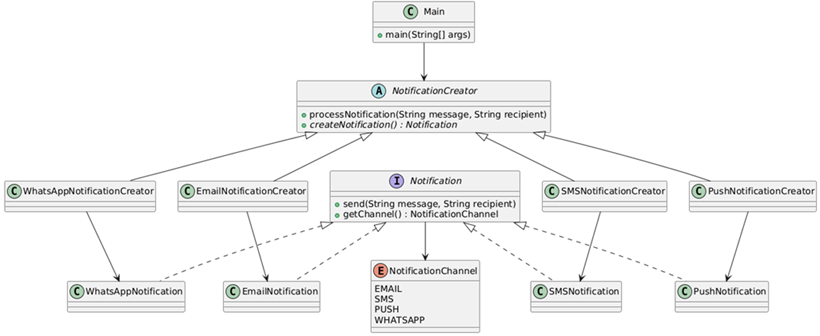 C Main
main(String[] args)
A NotificationCreator
processNotification(String message, String recipient)
createNotification() : Notification
C WhatsAppNotificationCreator
C EmailNotificationCreator
I Notification
send(String message, String recipient)
getChannel() : NotificationChannel
C SMSNotificationCreator
C PushNotificationCreator
C WhatsAppNotification
C EmailNotification
E NotificationChannel
EMAIL
SMS
PUSH
WHATSAPP
C SMSNotification
C PushNotification